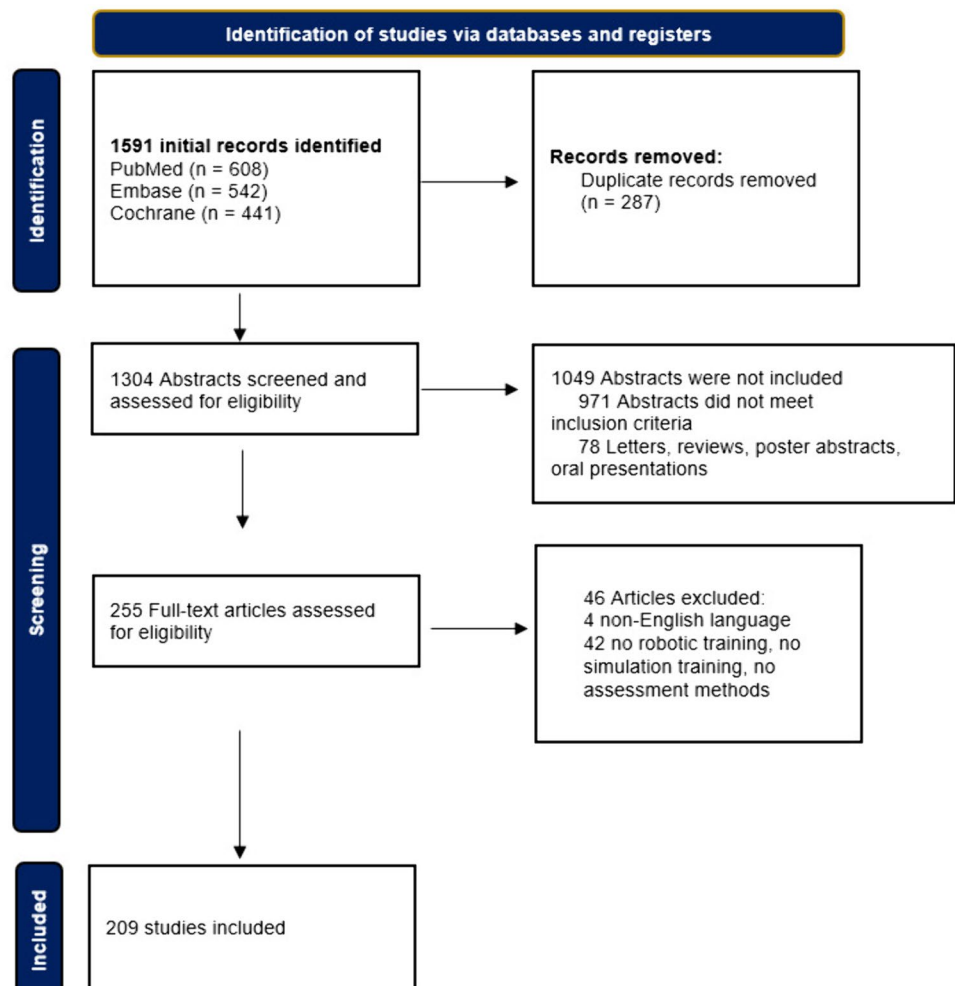 Identification of studies via databases and registers
Identification
1591 initial records identified
PubMed (n = 608)
Embase (n = 542)
Cochrane (n = 441)
Records removed:
Duplicate records removed
(n = 287)
Screening
1304 Abstracts screened and
assessed for eligibility
1049 Abstracts were not included
971 Abstracts did not meet
inclusion criteria
78 Letters, reviews, poster abstracts,
oral presentations
255 Full-text articles assessed
for eligibility
46 Articles excluded:
4 non-English language
42 no robotic training, no
simulation training, no
assessment methods
Included
209 studies included